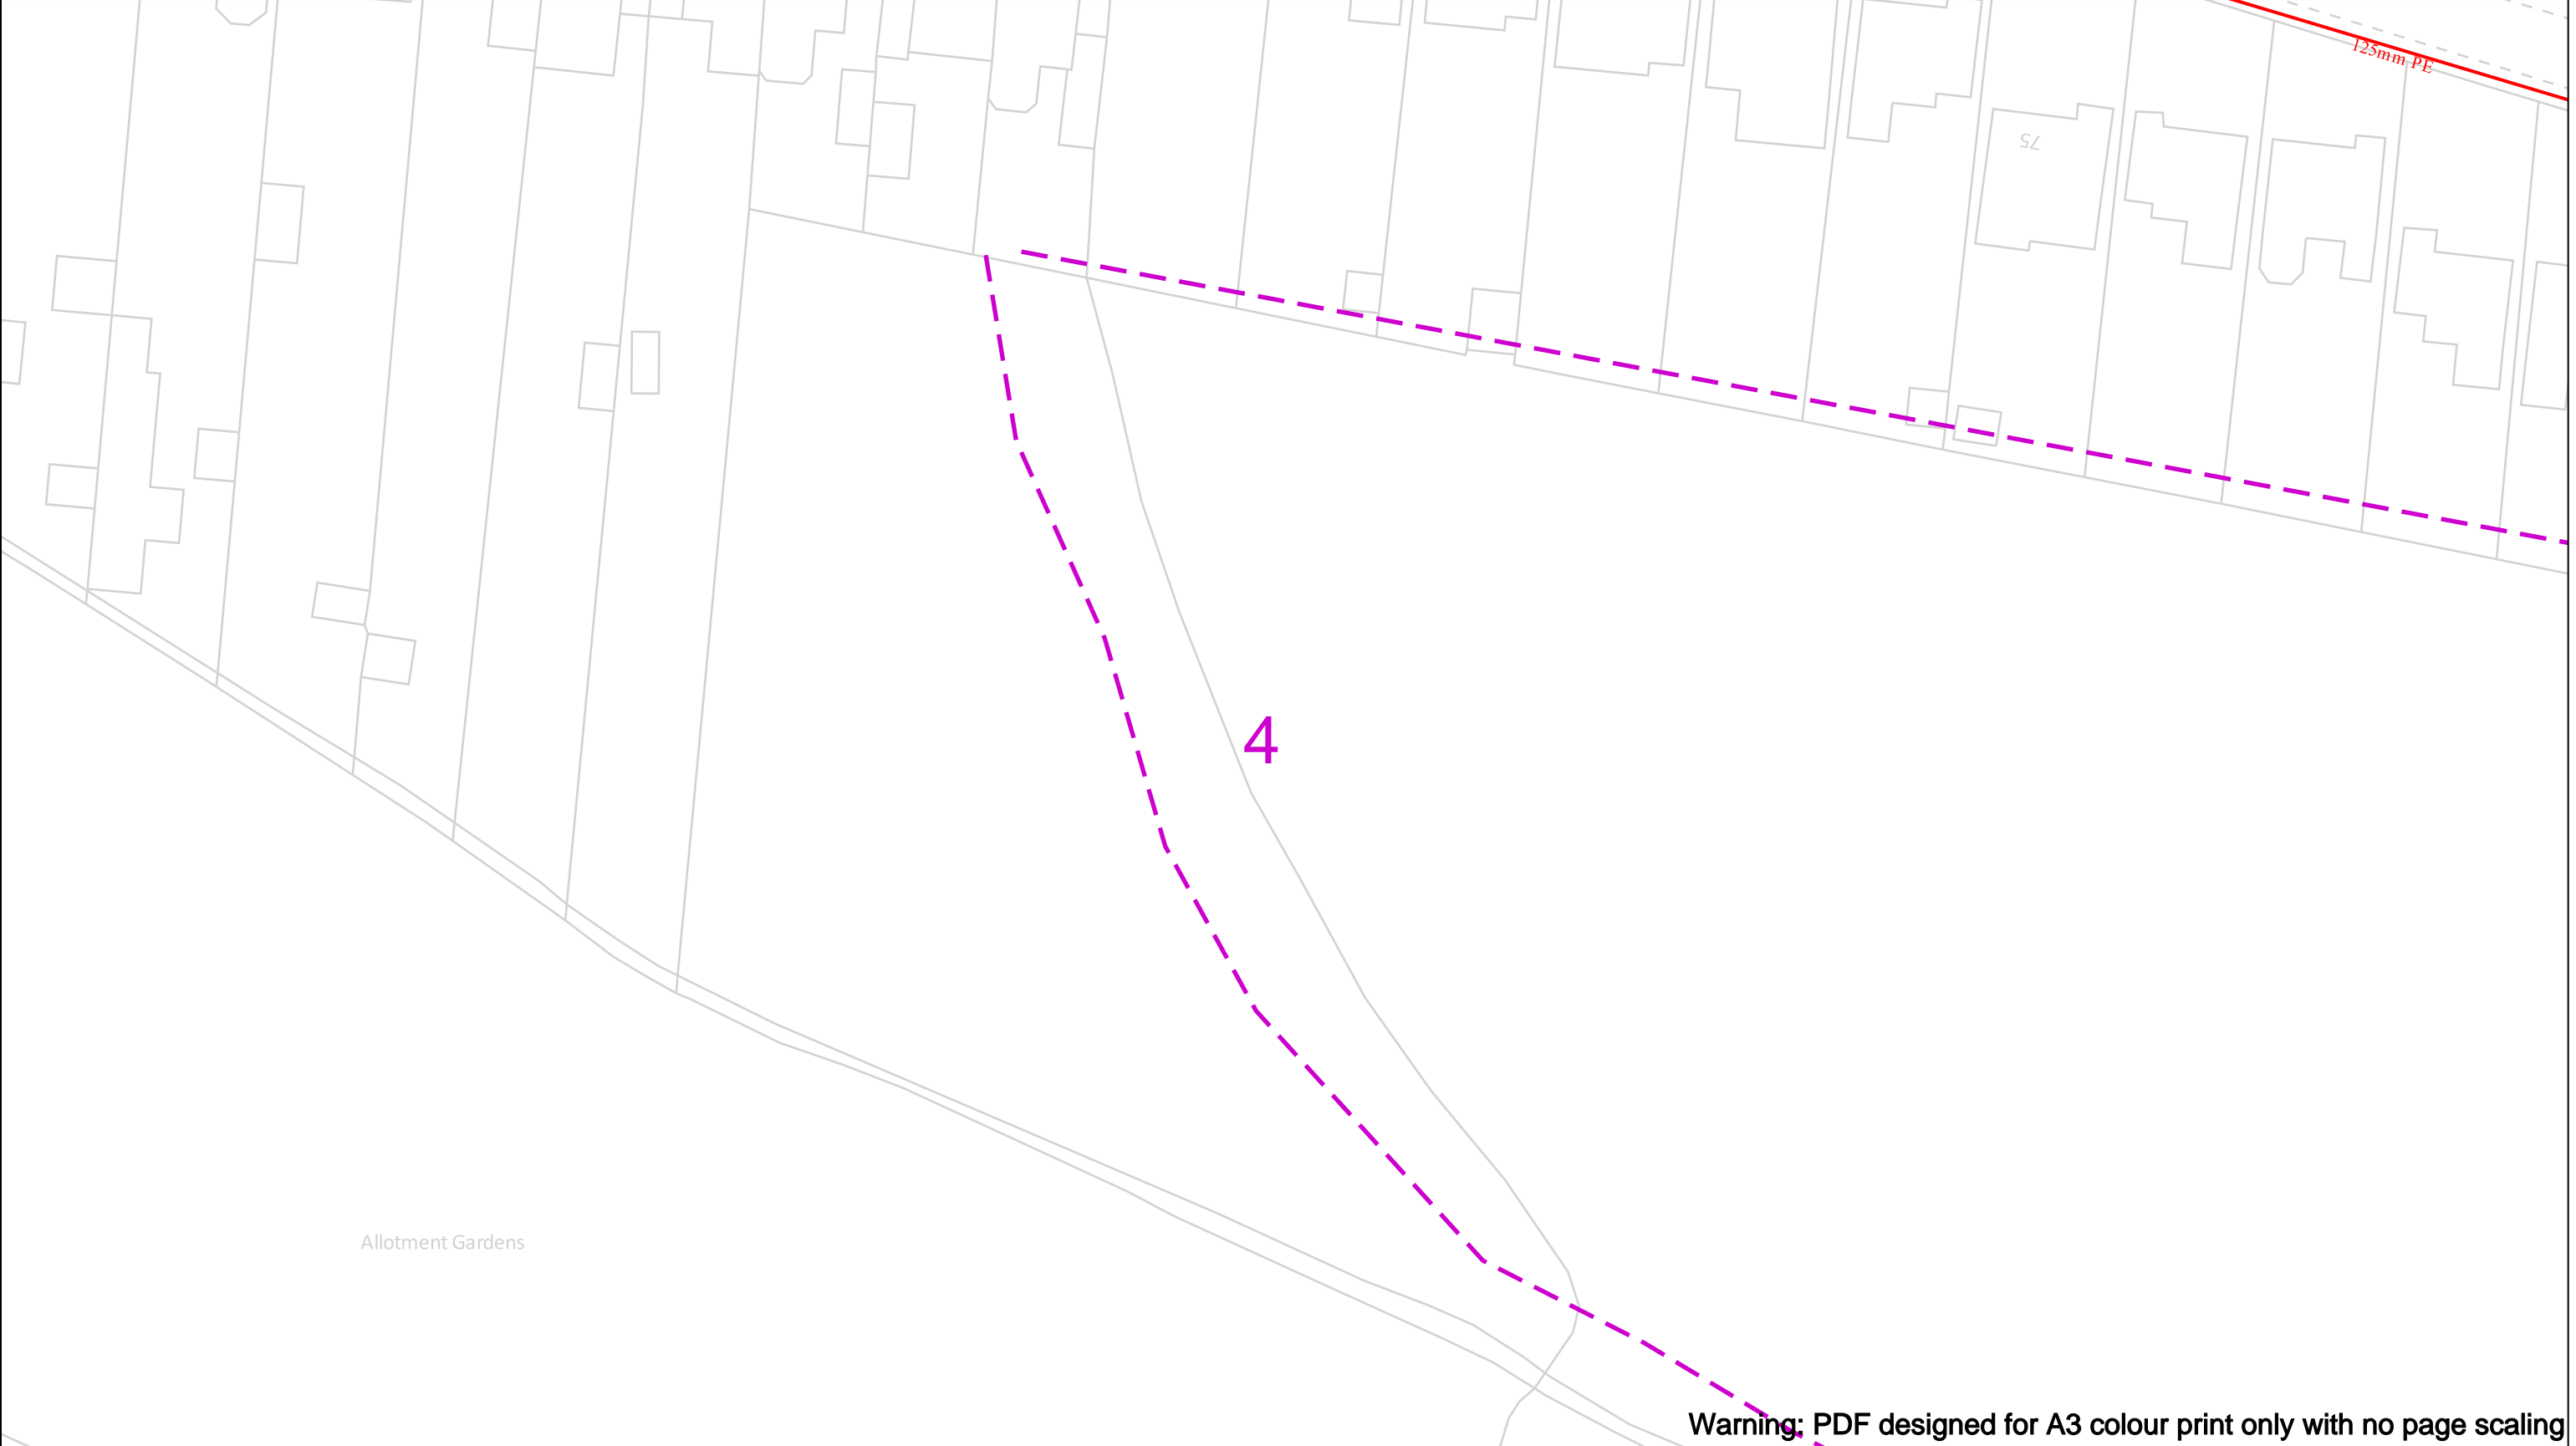 125mm PE
75
4
Allotment Gardens
Warning: PDF designed for A3 colour print only with no page scaling